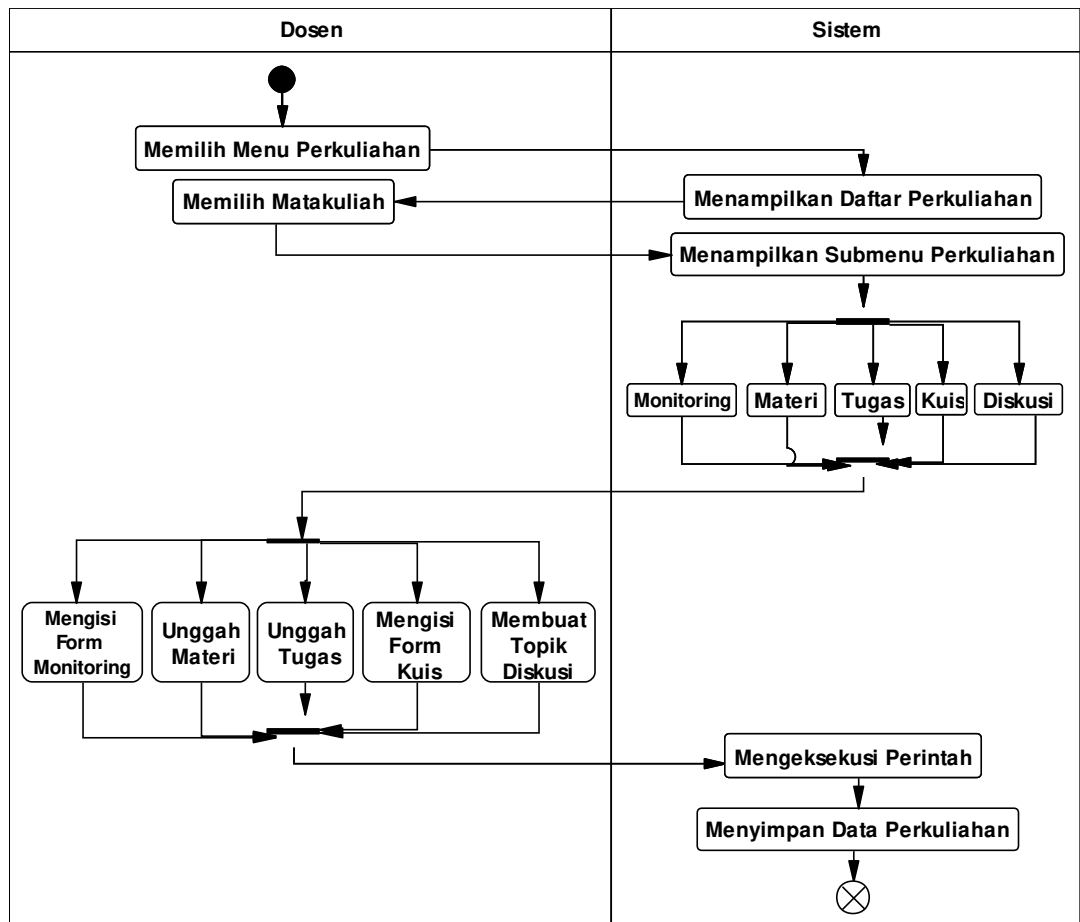 Dosen
Sistem
Memilih Menu Perkuliahan
Menampilkan Daftar Perkuliahan
Memilih Matakuliah
Menampilkan Submenu Perkuliahan
Monitoring
Materi
Tugas
Kuis
Diskusi
Mengisi
Form
Monitoring
Unggah
Materi
Unggah
Tugas
Mengisi
Form
Kuis
Membuat
Topik
Diskusi
Mengeksekusi Perintah
Menyimpan Data Perkuliahan